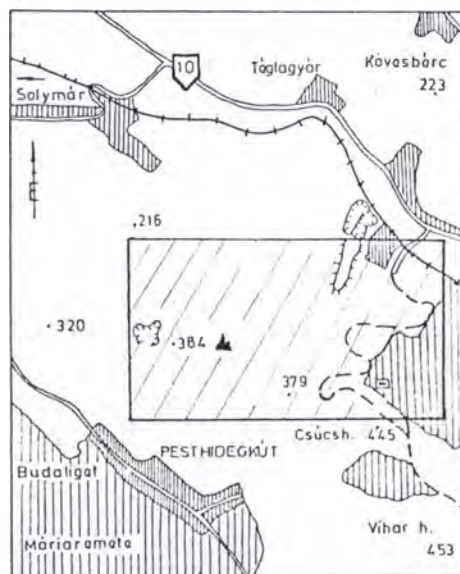 10
Téglagyár
Kövesbérc
223
Solymár
É
216
320
384
379
Csúcsh. 445
PESTHIDEGKÚT
Budaliget
Vihar h.
Máriaremete
453